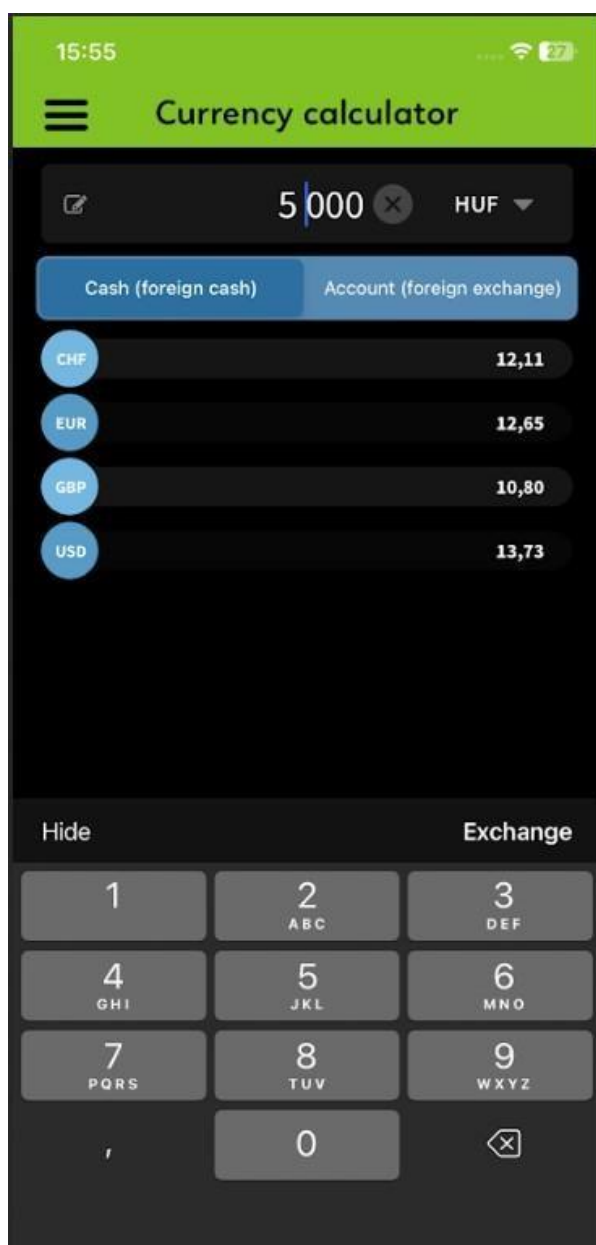 15:55 27
Currency calculator
5 000 HUF
Cash (foreign cash) Account (foreign exchange)
CHF 12,11
EUR 12,65
GBP 10,80
USD 13,73
Hide Exchange
1 2 3
ABC DEF
4 5 6
GHI JKL MNO
7 8 9
PQRS TUV WXYZ
, 0